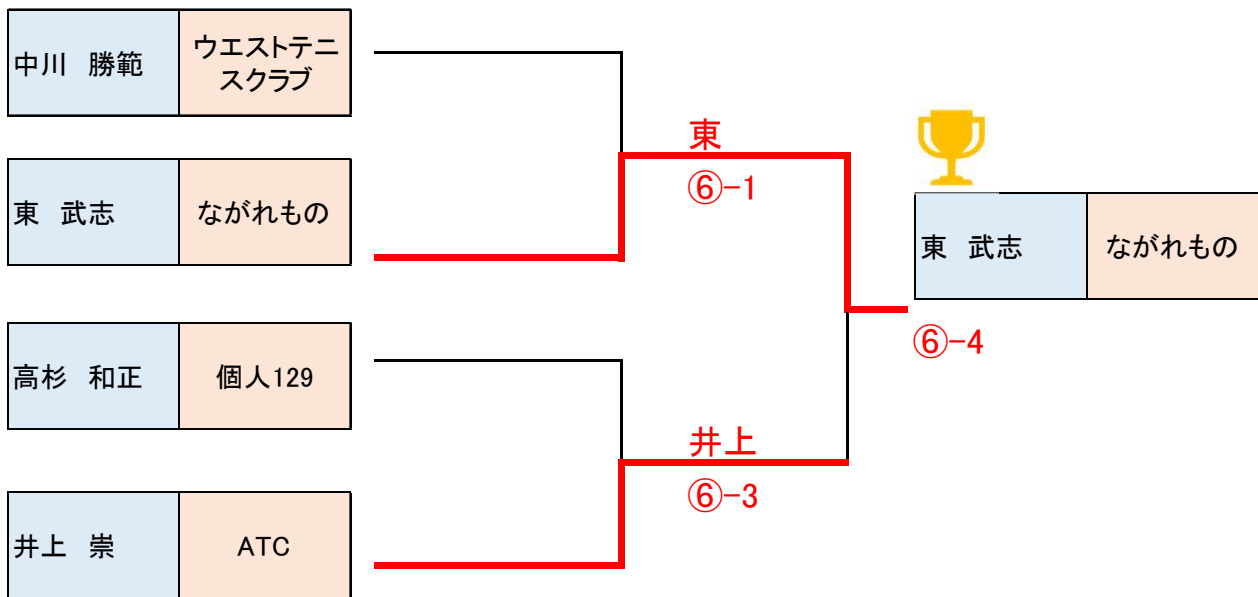 中川　勝範
ウエストテニ
スクラブ
東
⑥-1
東　武志
ながれもの
東　武志
ながれもの
⑥-4
高杉　和正
個人129
井上
⑥-3
井上　崇
ATC